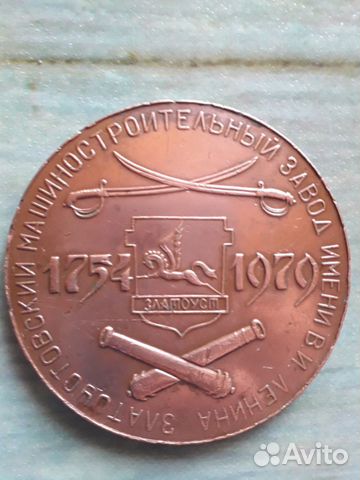 ЗЛАТОУСТОВСКИЙ МАШИНОСТРОИТЕЛЬНЫЙ ЗАВОД ИМЕНИ В.И. ЛЕНИНА
1754 1979
ЗЛАТОУСТ
Avito